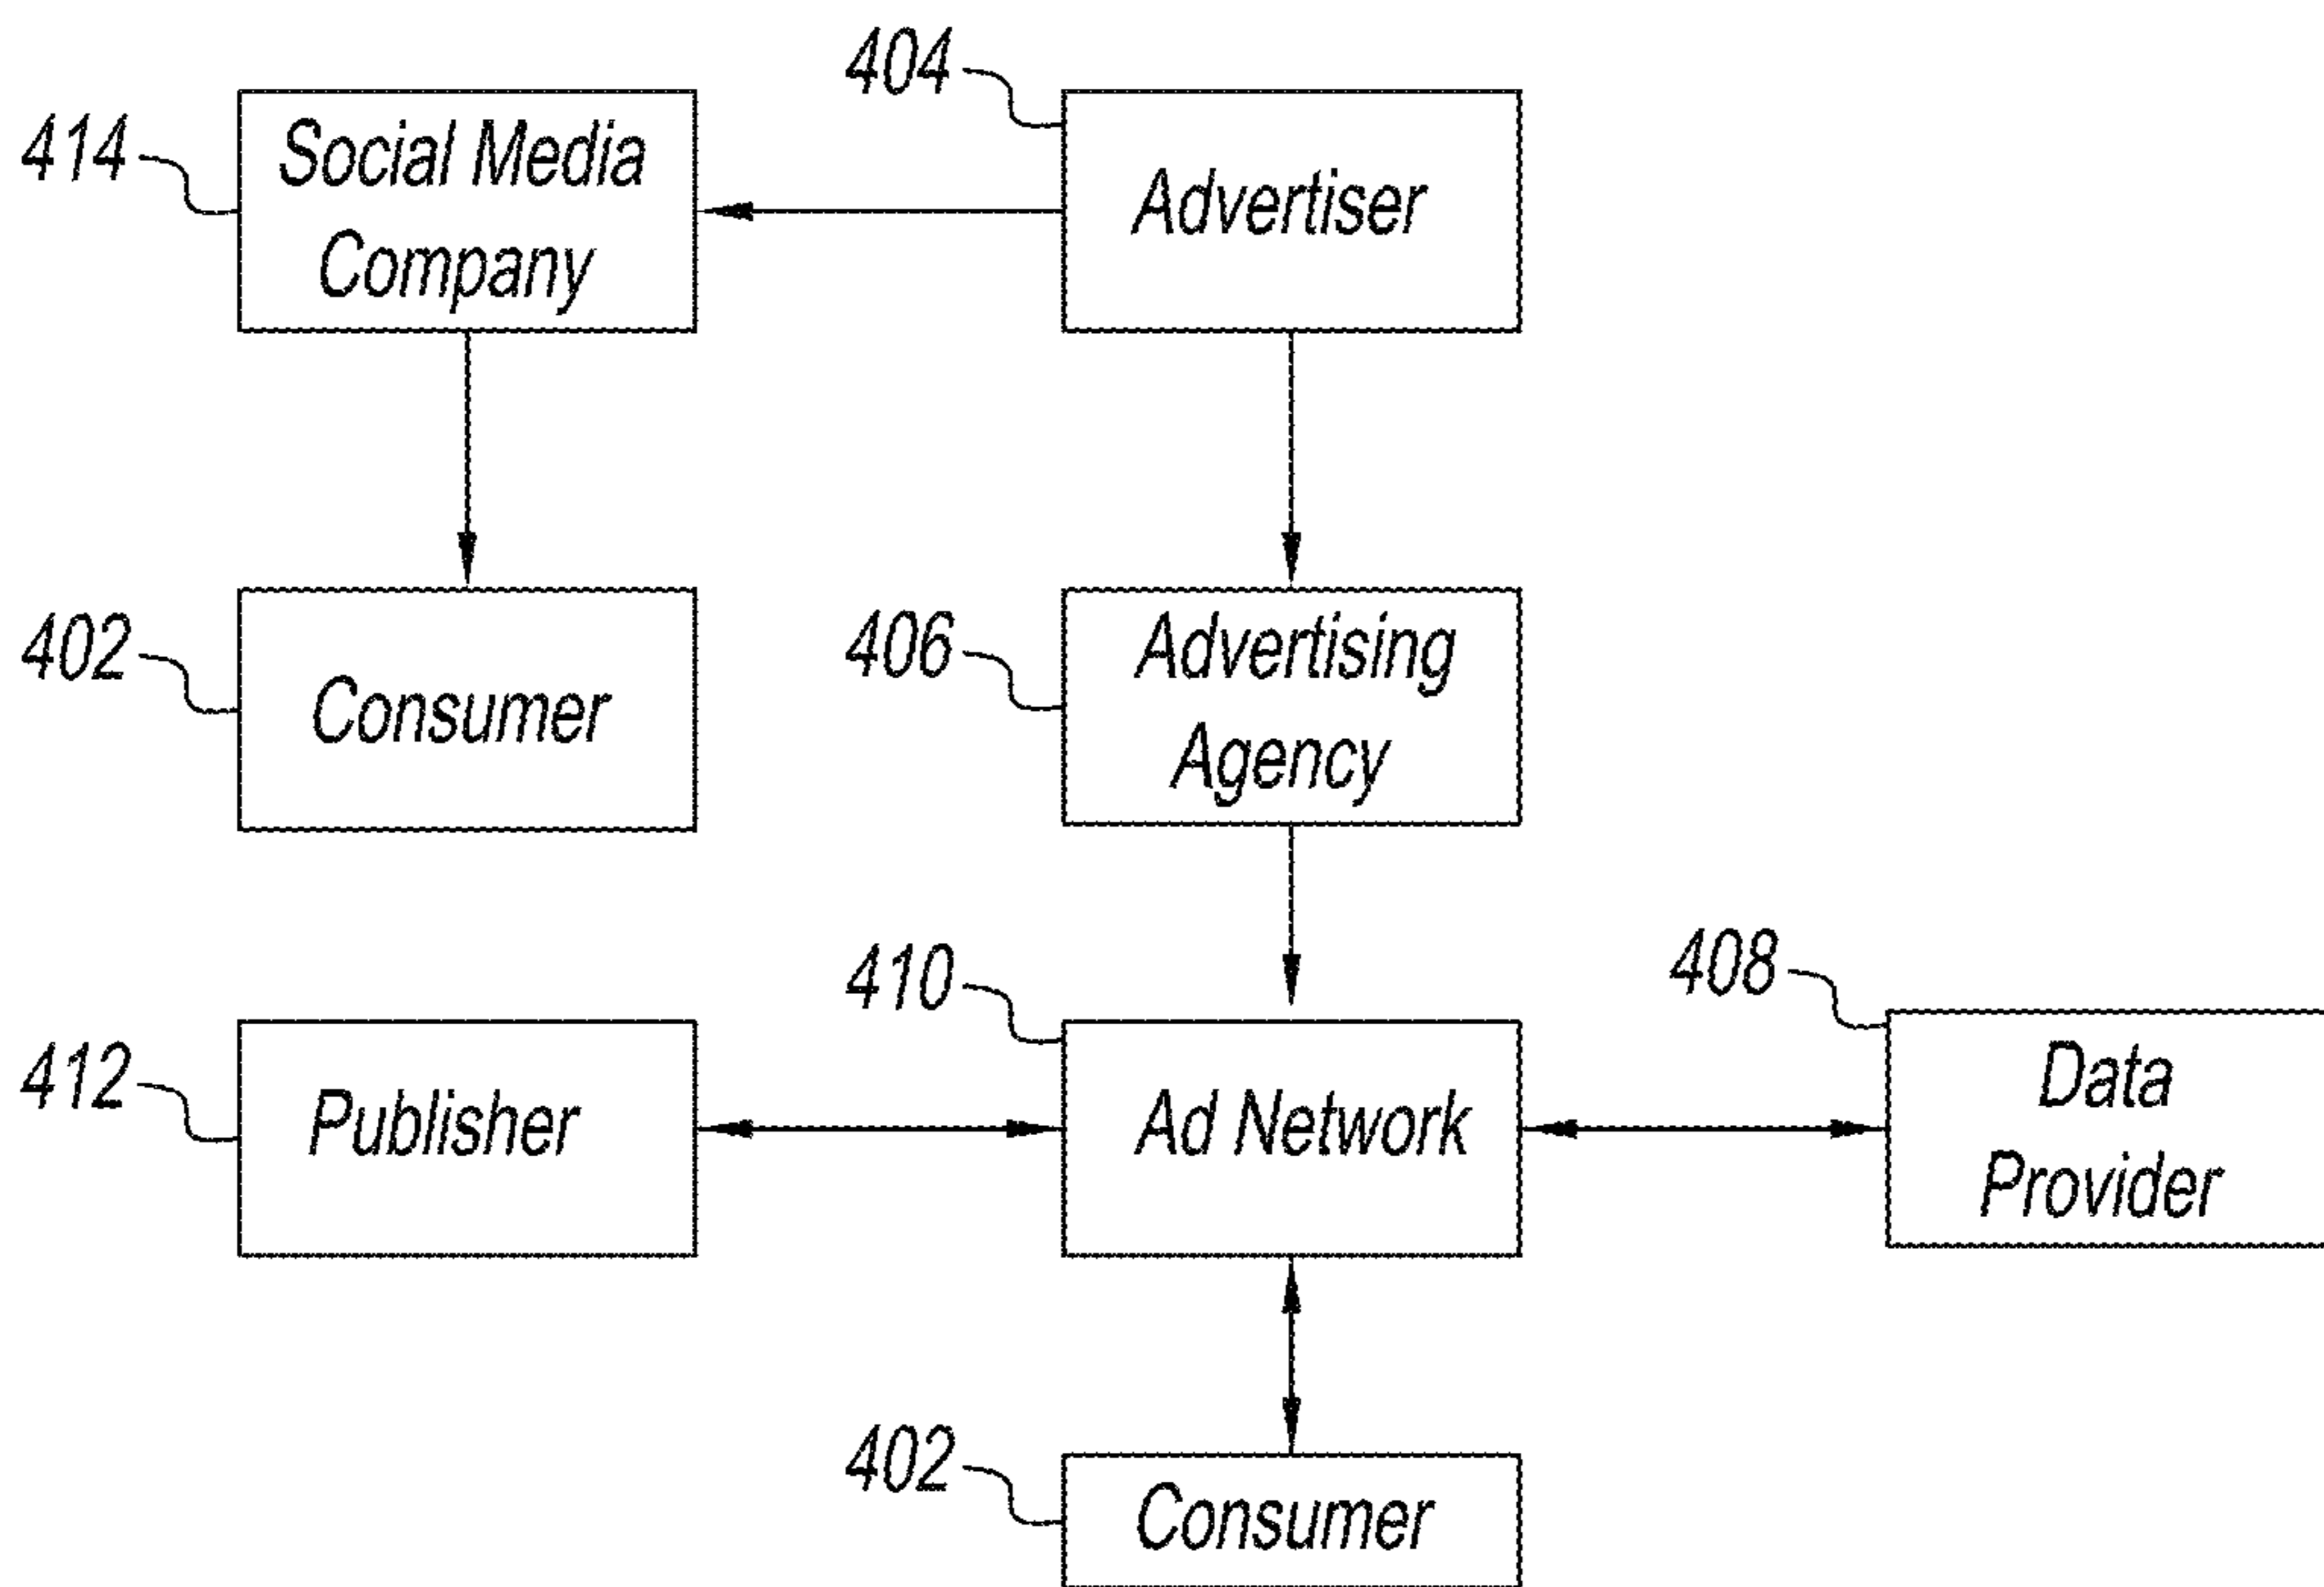 404
414
Social Media
Company
Advertiser
402
Consumer
406
Advertising
Agency
412
Publisher
410
Ad Network
408
Data
Provider
402
Consumer